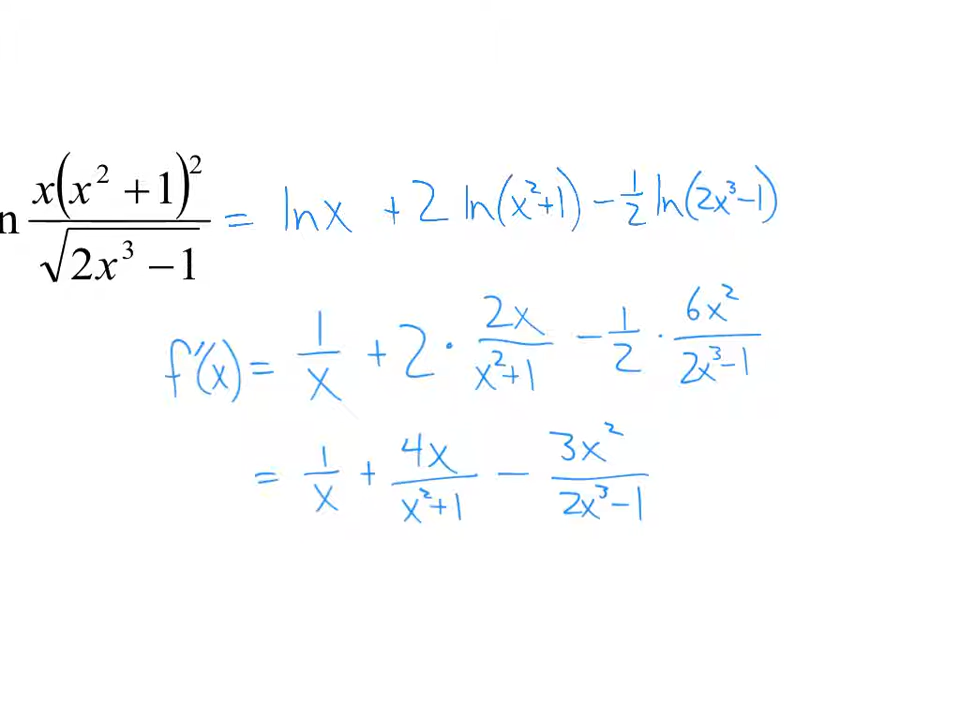 n x(x² + 1)² / √(2x³ − 1) = ln x + 2 ln(x²+1) − 1/2 ln(2x³−1)
f'(x) = 1/x + 2 · 2x/(x²+1) − 1/2 · 6x²/(2x³−1)
= 1/x + 4x/(x²+1) − 3x²/(2x³−1)